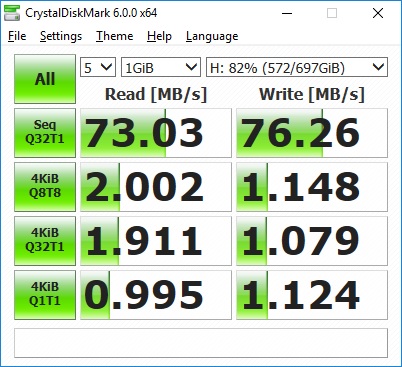 CrystalDiskMark 6.0.0 x64
File Settings Theme Help Language
All 5 1GiB H: 82% (572/697GiB)
Read [MB/s] Write [MB/s]
Seq
Q32T1 73.03 76.26
4KiB
Q8T8 2.002 1.148
4KiB
Q32T1 1.911 1.079
4KiB
Q1T1 0.995 1.124